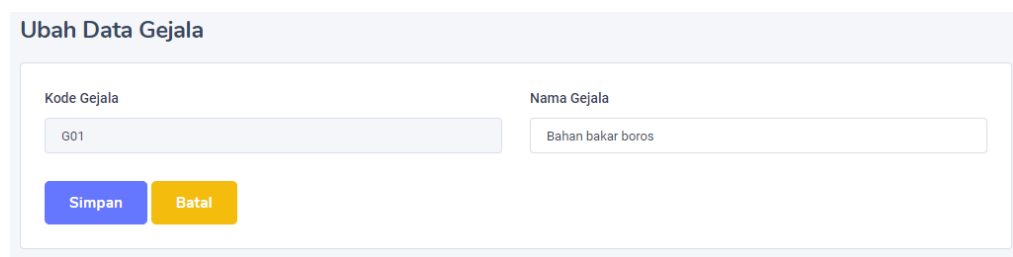 Ubah Data Gejala
Kode Gejala
Nama Gejala
G01
Bahan bakar boros
Simpan
Batal